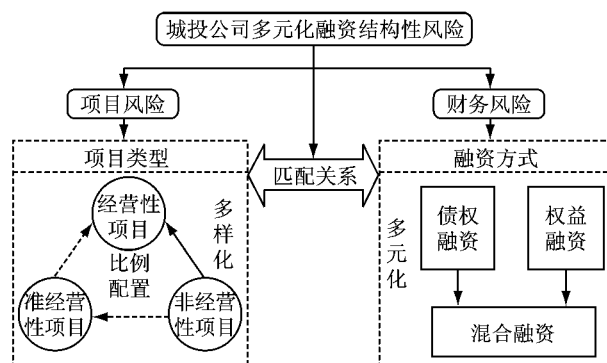 城投公司多元化融资结构性风险
项目风险
财务风险
项目类型
匹配关系
融资方式
经营性
项目
多样化
比例
配置
准经营
性项目
非经营
性项目
多元化
债权
融资
权益
融资
混合融资